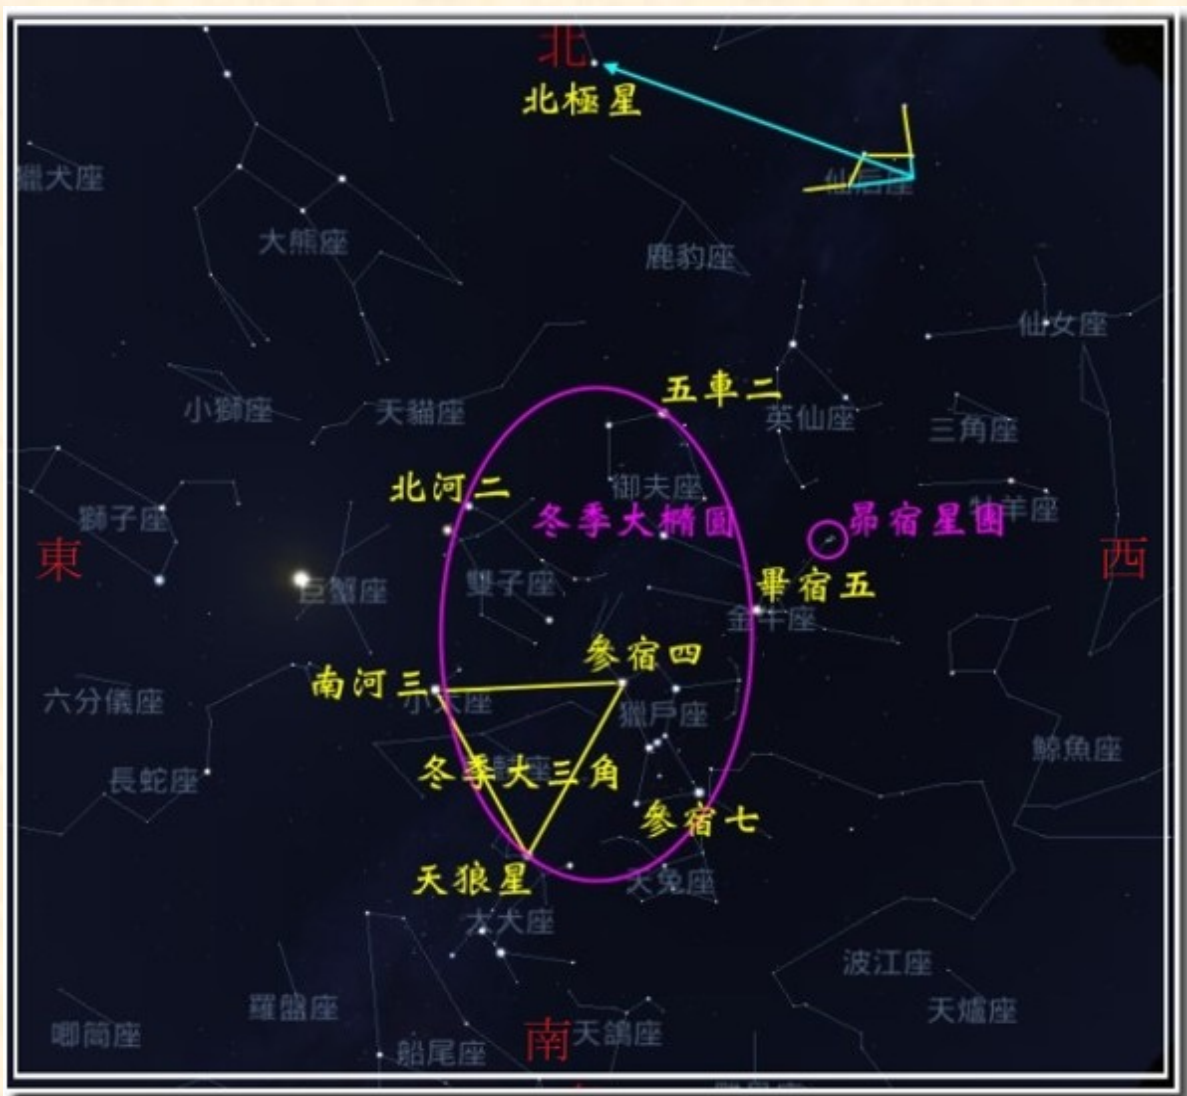 北
北極星
獵犬座
仙后座
大熊座
鹿豹座
仙女座
五車二
小獅座
天貓座
英仙座
三角座
北河二
御夫座
獅子座
冬季大橢圓
昴宿星團
牡羊座
東
西
巨蟹座
雙子座
畢宿五
金牛座
參宿四
南河三
小犬座
六分儀座
獵戶座
長蛇座
冬季大三角
鯨魚座
參宿七
天狼星
天兔座
大犬座
波江座
羅盤座
天爐座
唧筒座
船尾座
南
天鴿座